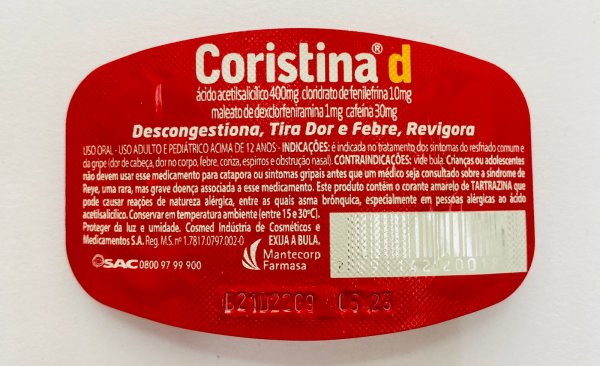 Coristina® d
ácido acetilsalicílico 400mg cloridrato de fenilefrina 10mg
maleato de dexclorfeniramina 1mg cafeína 30mg
Descongestiona, Tira Dor e Febre, Revigora
USO ORAL - USO ADULTO E PEDIÁTRICO ACIMA DE 12 ANOS - INDICAÇÕES: é indicada no tratamento dos sintomas do resfriado comum e
da gripe (dor de cabeça, dor no corpo, febre, coriza, espirros e obstrução nasal). CONTRAINDICAÇÕES: vide bula. Crianças ou adolescentes
não devem usar esse medicamento para catapora ou sintomas gripais antes que um médico seja consultado sobre a síndrome de
Reye, uma rara, mas grave doença associada a esse medicamento. Este produto contém o corante amarelo de TARTRAZINA que
pode causar reações de natureza alérgica, entre as quais asma brônquica, especialmente em pessoas alérgicas ao ácido
acetilsalicílico. Conservar em temperatura ambiente (entre 15 e 30ºC).
Proteger da luz e umidade. Cosmed Indústria de Cosméticos e
Medicamentos S.A. Reg. M.S. nº 1.7817.0797.002-0 EXIJA A BULA.
SAC 0800 97 99 900
Mantecorp
Farmasa